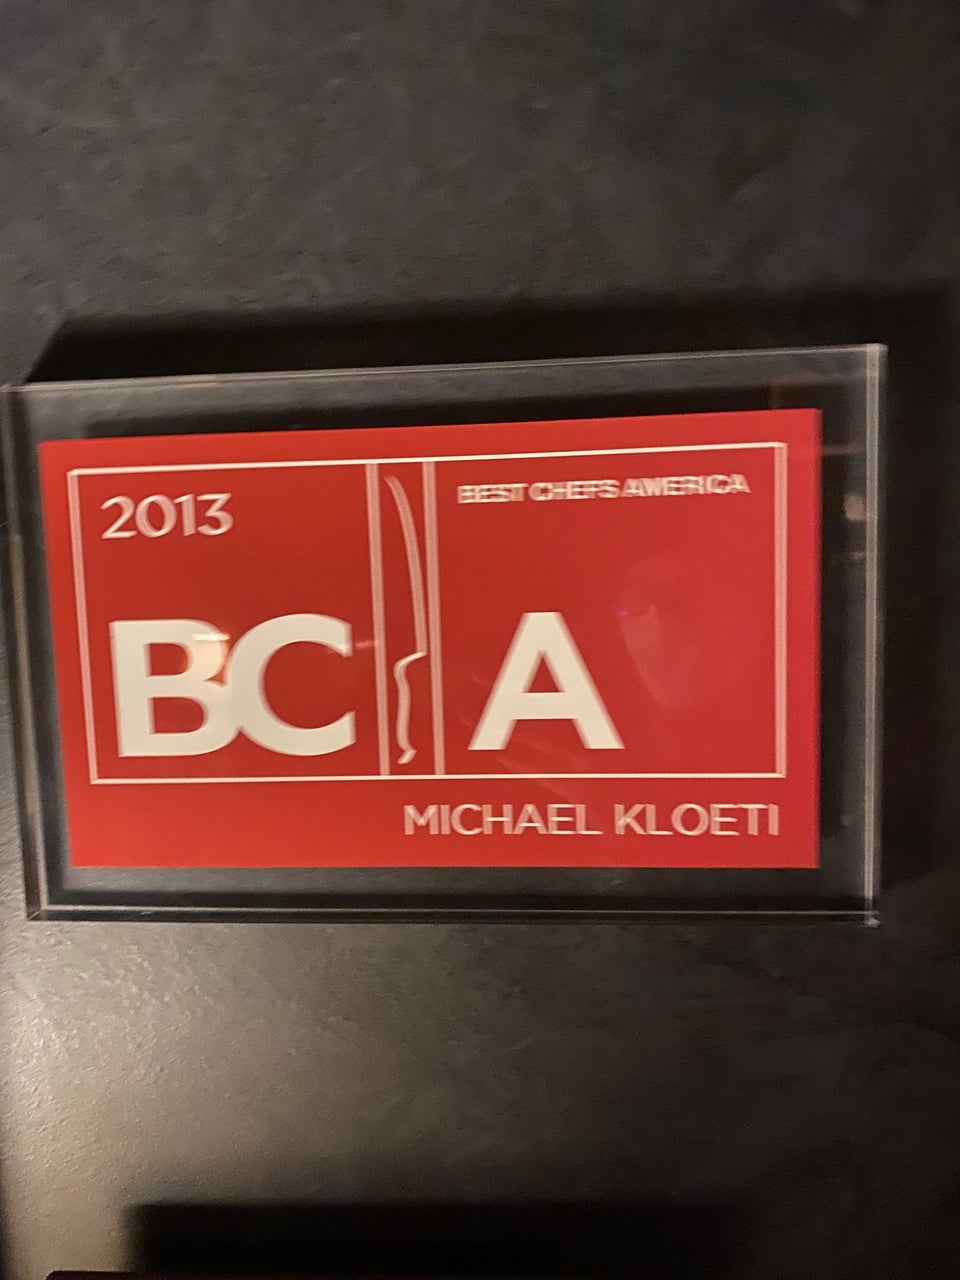 2013
BEST CHEFS AMERICA
BC A
MICHAEL KLOETI